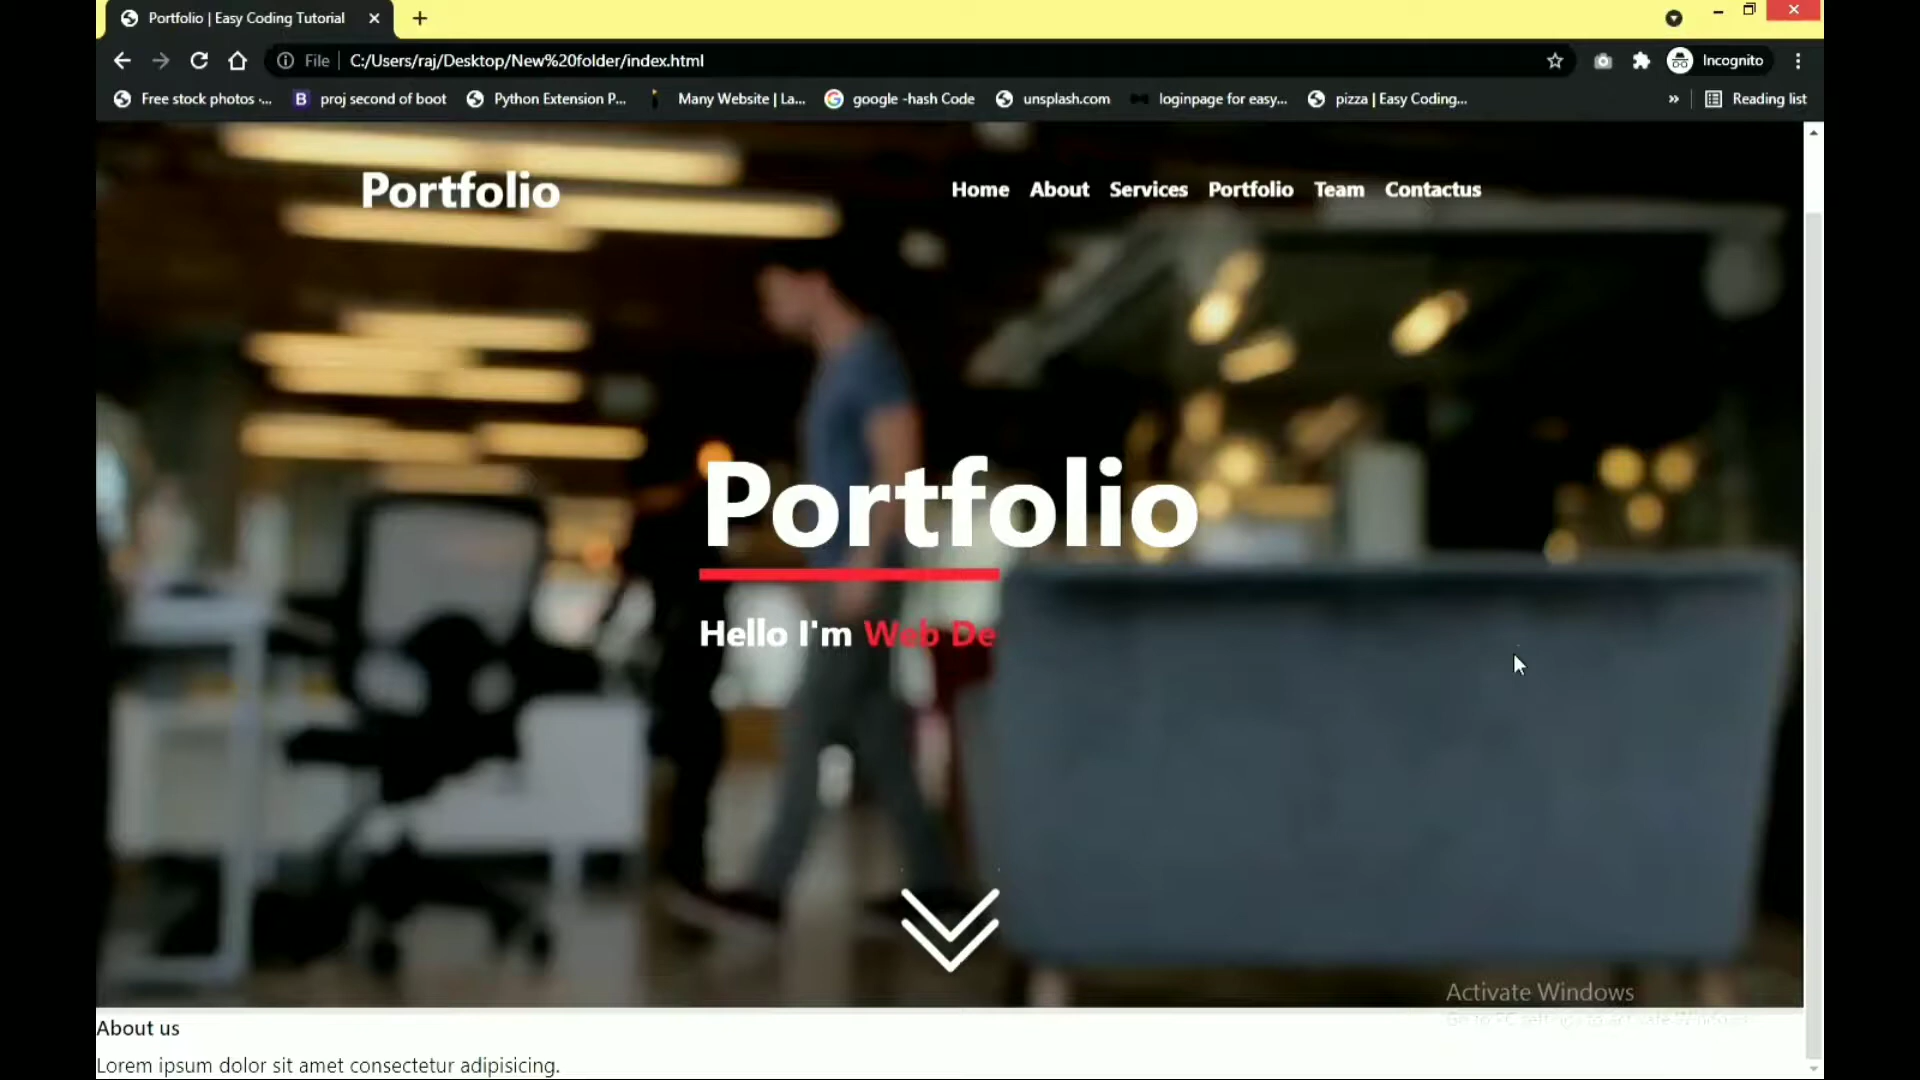 Portfolio | Easy Coding Tutorial
File C:/Users/raj/Desktop/New%20folder/index.html Incognito
Free stock photos -... B proj second of boot Python Extension P... Many Website | La... google -hash Code unsplash.com loginpage for easy... pizza | Easy Coding... » Reading list
Portfolio Home About Services Portfolio Team Contactus
Portfolio
Hello I'm Web De
Activate Windows
About us
Lorem ipsum dolor sit amet consectetur adipisicing.